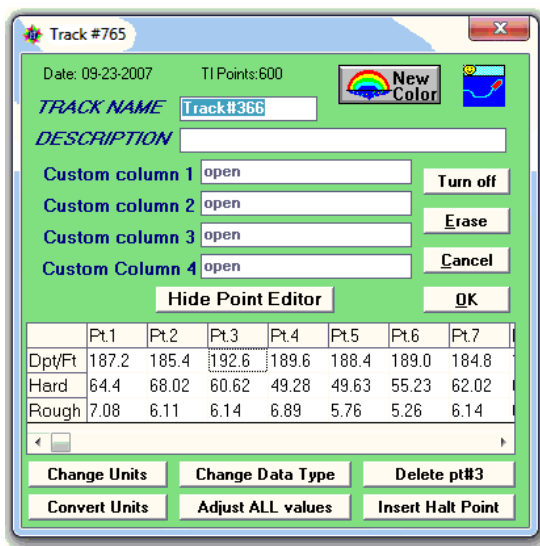 Track #765
Date: 09-23-2007 TI Points:600
New Color
TRACK NAME Track#366
DESCRIPTION
Custom column 1 open
Turn off
Custom column 2 open
Erase
Custom column 3 open
Cancel
Custom Column 4 open
Hide Point Editor OK
Pt.1 Pt.2 Pt.3 Pt.4 Pt.5 Pt.6 Pt.7
Dpt/Ft 187.2 185.4 192.6 189.6 188.4 189.0 184.8
Hard 64.4 68.02 60.62 49.28 49.63 55.23 62.02
Rough 7.08 6.11 6.14 6.89 5.76 5.26 6.14
Change Units Change Data Type Delete pt#3
Convert Units Adjust ALL values Insert Halt Point